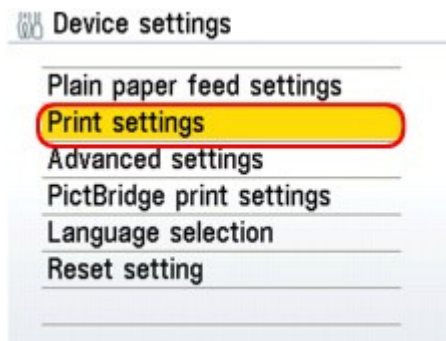 Device settings
Plain paper feed settings
Print settings
Advanced settings
PictBridge print settings
Language selection
Reset setting